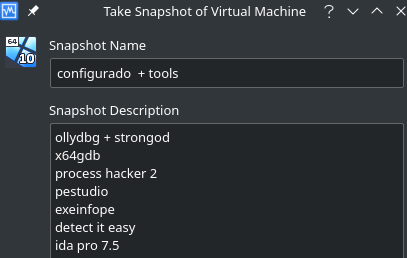 Take Snapshot of Virtual Machine
64
10
Snapshot Name
configurado  + tools
Snapshot Description
ollydbg + strongod
x64gdb
process hacker 2
pestudio
exeinfope
detect it easy
ida pro 7.5